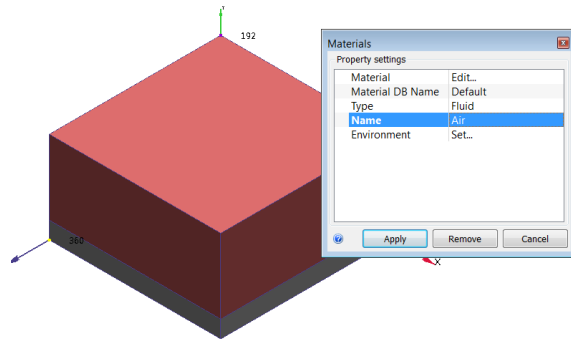 Y
192
360
X
Materials
Property settings
Material Edit...
Material DB Name Default
Type Fluid
Name Air
Environment Set...
? Apply Remove Cancel